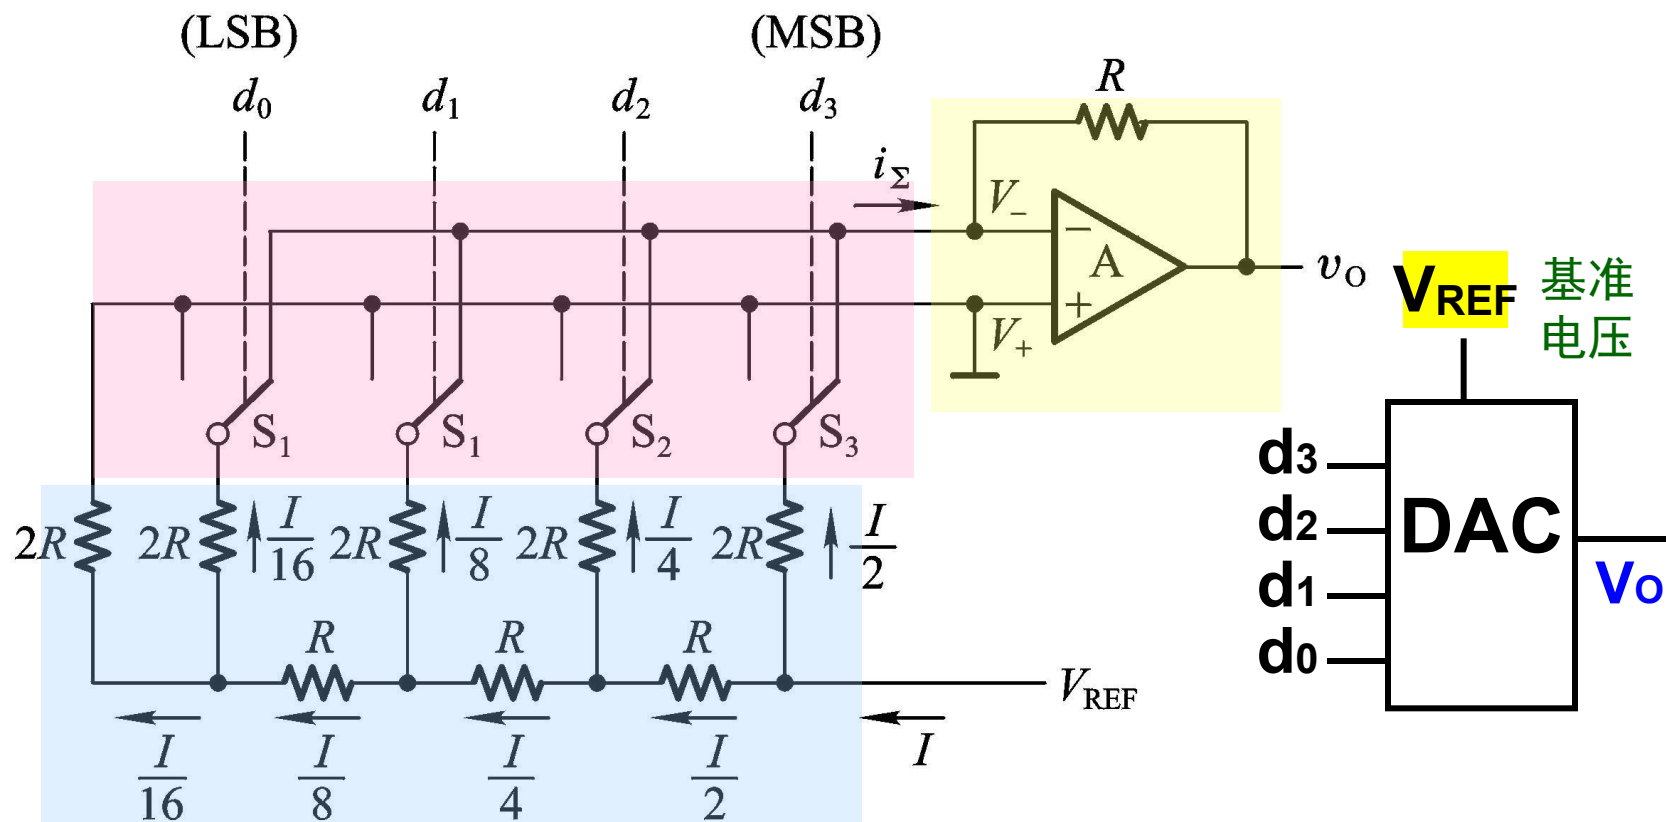 (LSB) (MSB)
d0 d1 d2 d3
R
iΣ
V−
−
A
+
V+
vO
S1 S1 S2 S3
2R 2R I/16 2R I/8 2R I/4 2R I/2
R R R
VREF
I/16 I/8 I/4 I/2 I
VREF 基准
电压
d3
d2
d1
d0
DAC
VO